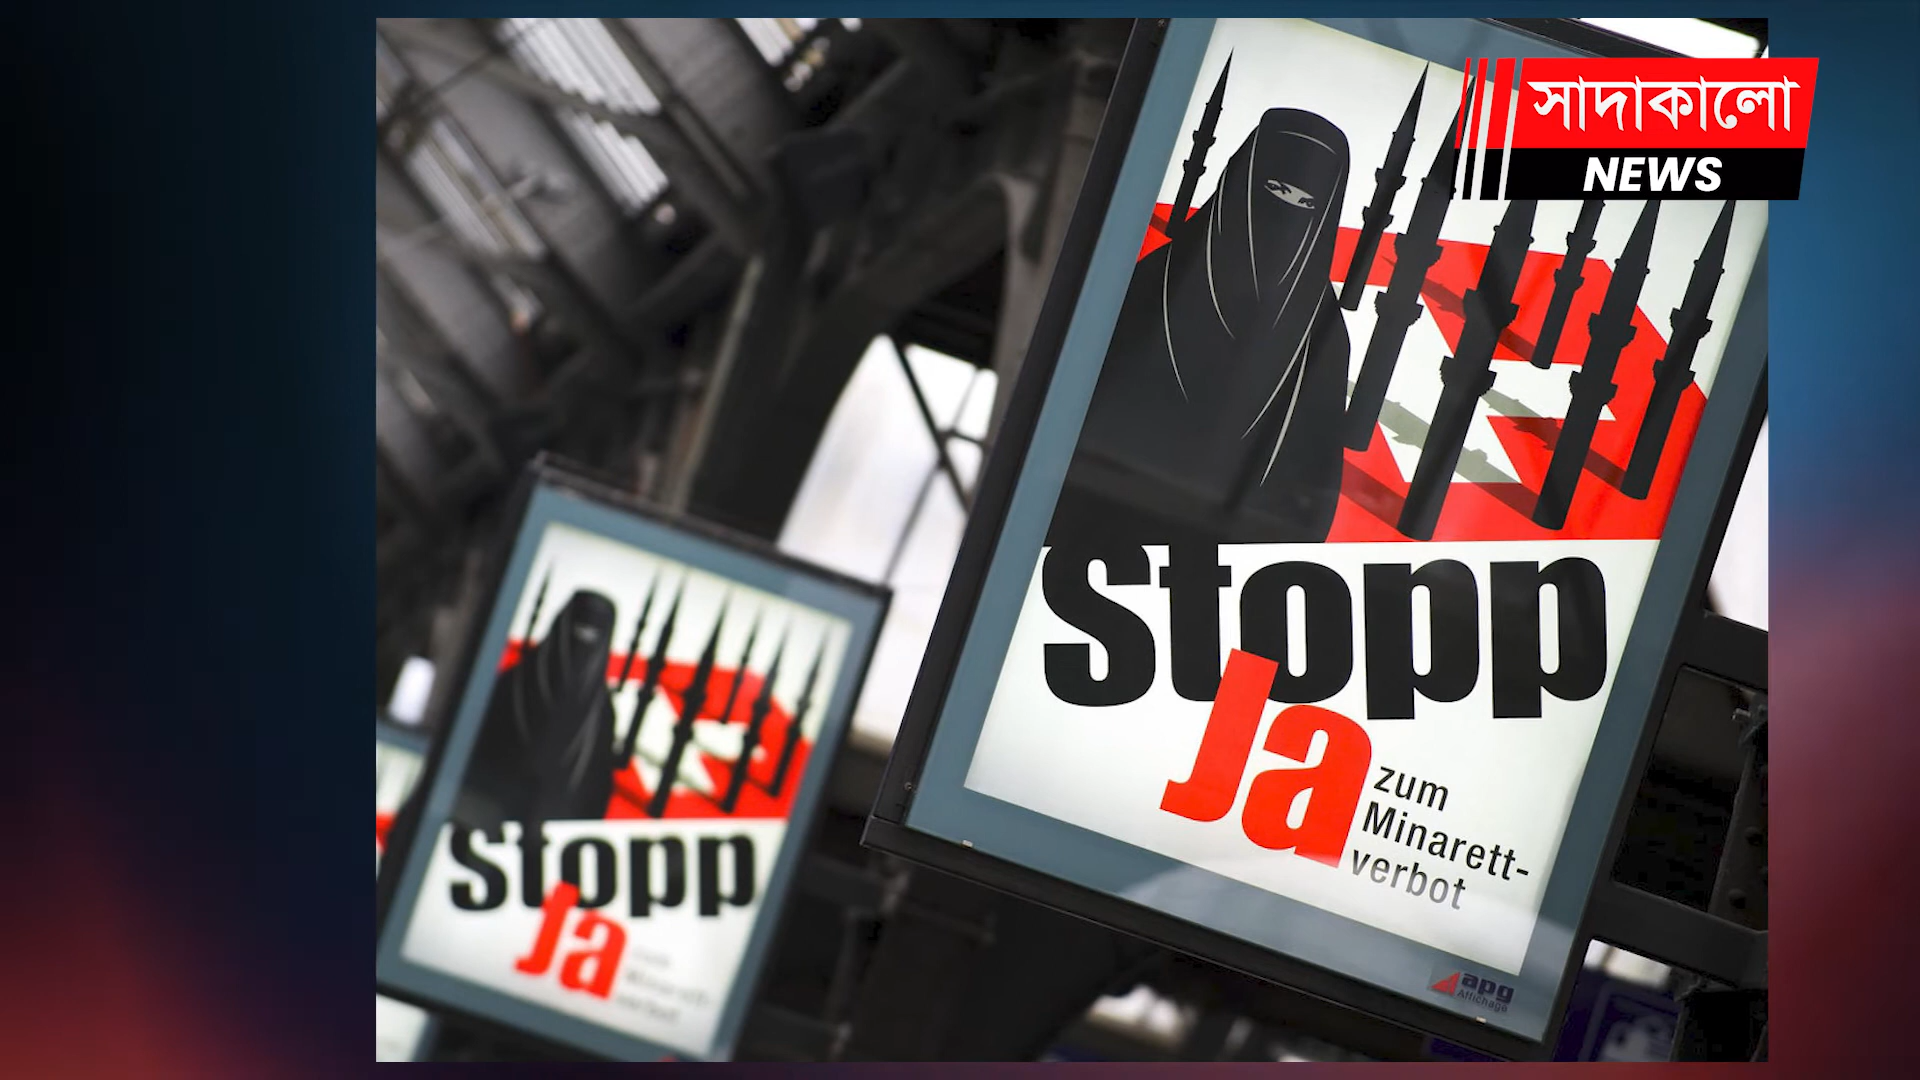 সাদাকালো
NEWS
Stopp
Ja
zum
Minarett-
verbot
apg
Affichage
Stopp
Ja